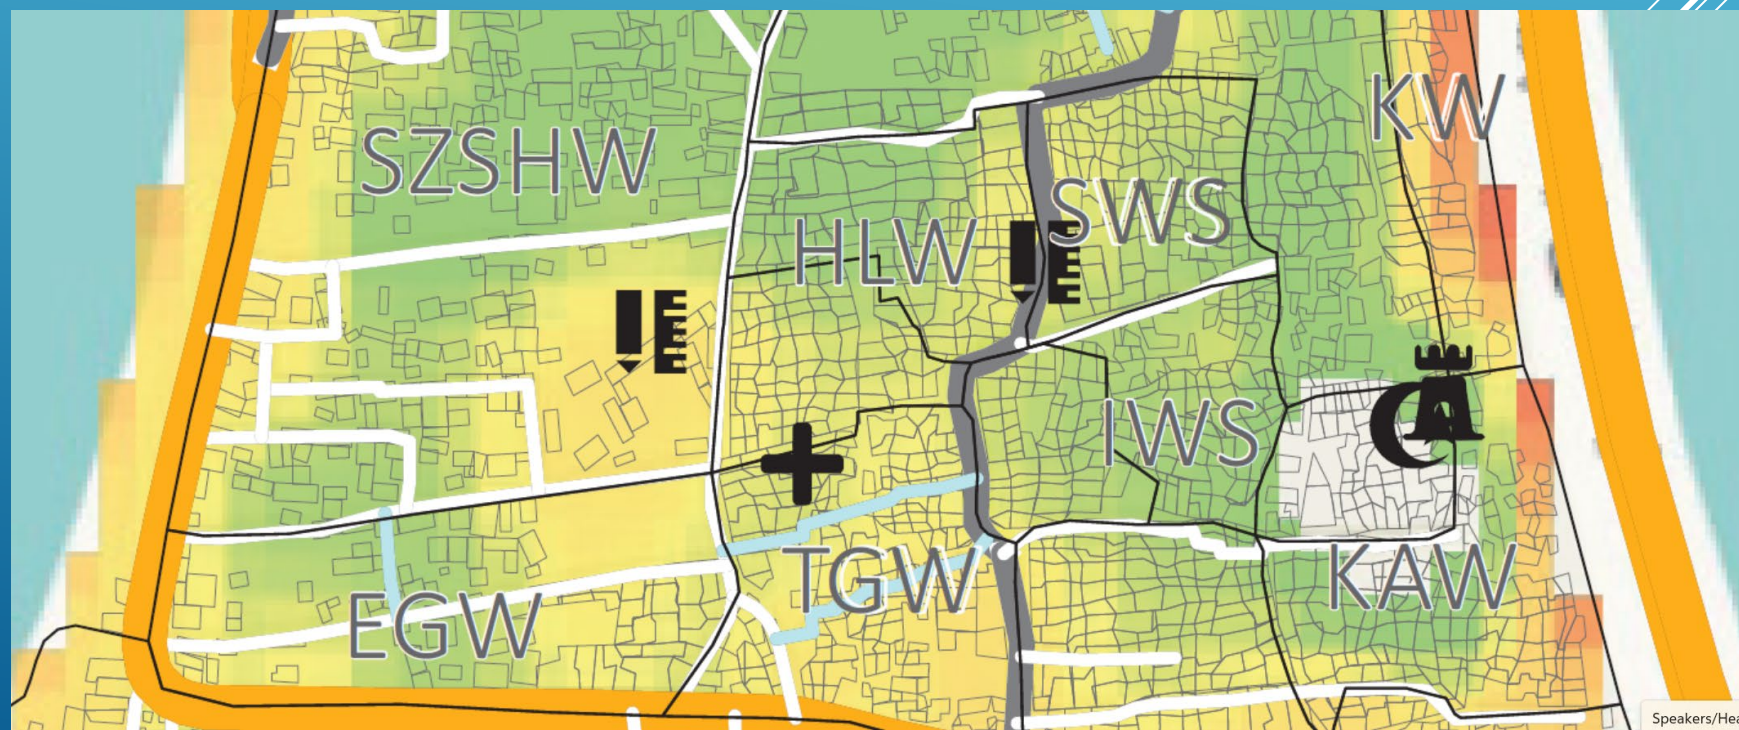 KW
SZSHW
SWS
HLW
IWS
TGW
KAW
EGW
Speakers/Hea